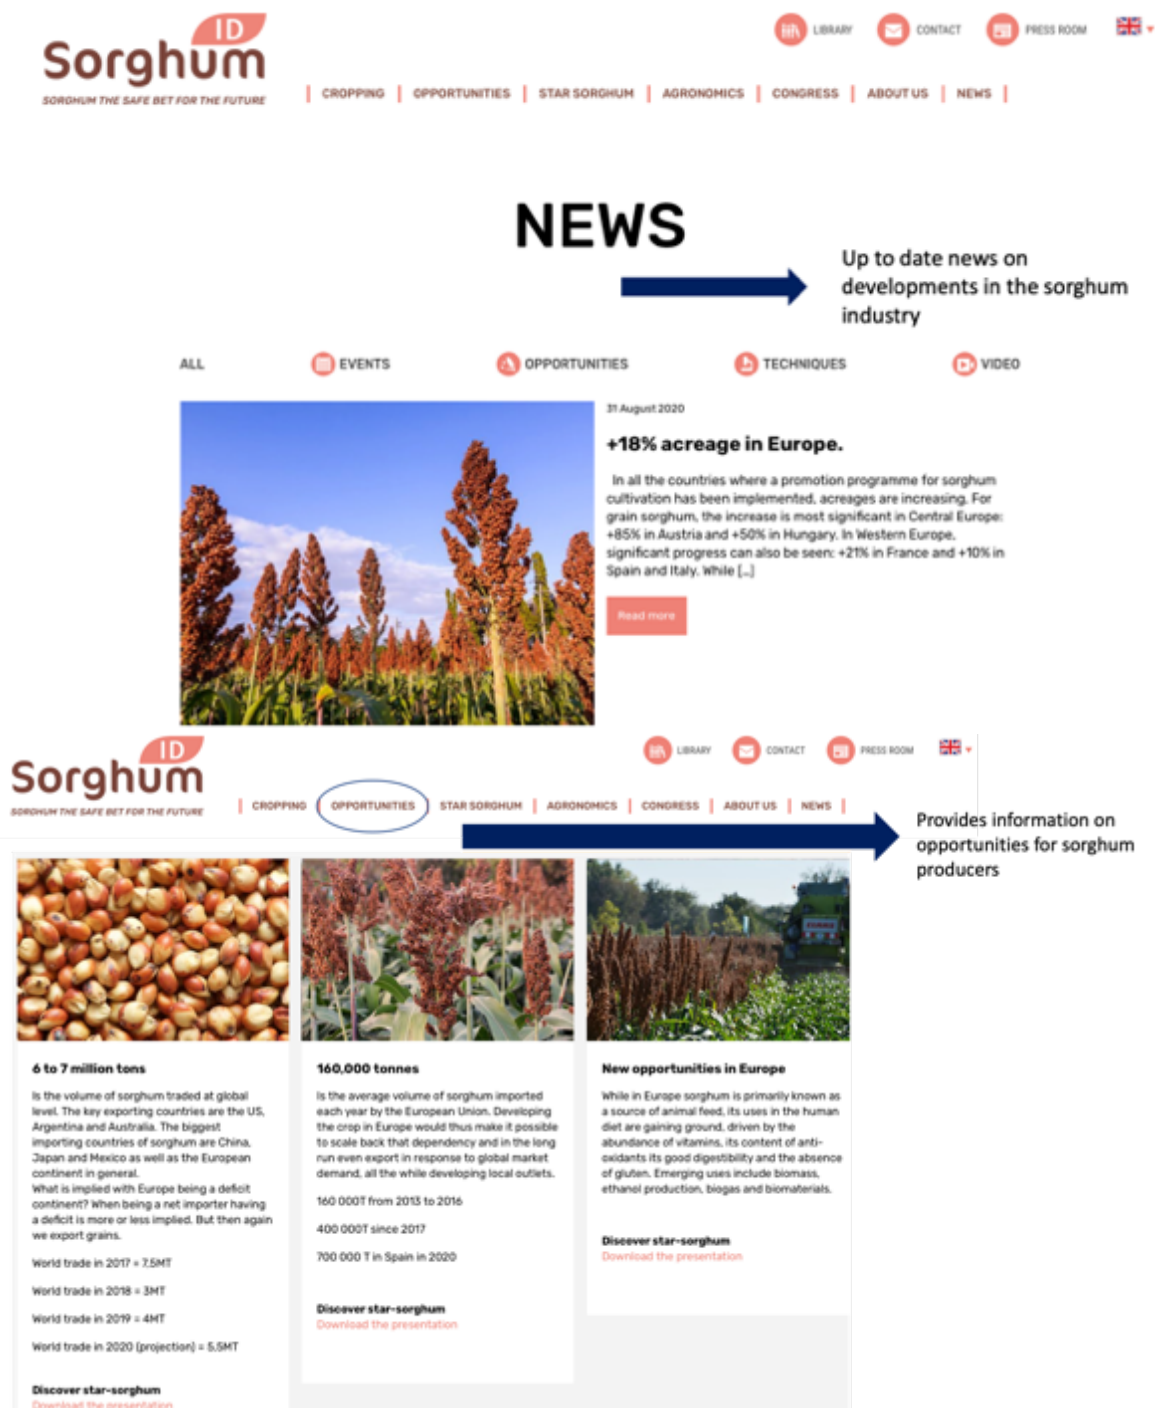 ID
Sorghum
SORGHUM THE SAFE BET FOR THE FUTURE
LIBRARY CONTACT PRESS ROOM
CROPPING OPPORTUNITIES STAR SORGHUM AGRONOMICS CONGRESS ABOUT US NEWS
NEWS
Up to date news on
developments in the sorghum
industry
ALL EVENTS OPPORTUNITIES TECHNIQUES VIDEO
31 August 2020
+18% acreage in Europe.
In all the countries where a promotion programme for sorghum
cultivation has been implemented, acreages are increasing. For
grain sorghum, the increase is most significant in Central Europe:
+85% in Austria and +50% in Hungary. In Western Europe,
significant progress can also be seen: +21% in France and +10% in
Spain and Italy. While [...]
Read more
ID
Sorghum
SORGHUM THE SAFE BET FOR THE FUTURE
LIBRARY CONTACT PRESS ROOM
CROPPING OPPORTUNITIES STAR SORGHUM AGRONOMICS CONGRESS ABOUT US NEWS
Provides information on
opportunities for sorghum
producers
6 to 7 million tons
Is the volume of sorghum traded at global
level. The key exporting countries are the US,
Argentina and Australia. The biggest
importing countries of sorghum are China,
Japan and Mexico as well as the European
continent in general.
What is implied with Europe being a deficit
continent? When being a net importer having
a deficit is more or less implied. But then again
we export grains.
World trade in 2017 = 7,5MT
World trade in 2018 = 3MT
World trade in 2019 = 4MT
World trade in 2020 (projection) = 5,5MT
Discover star-sorghum
Download the presentation
160,000 tonnes
Is the average volume of sorghum imported
each year by the European Union. Developing
the crop in Europe would thus make it possible
to scale back that dependency and in the long
run even export in response to global market
demand, all the while developing local outlets.
160 000T from 2013 to 2016
400 000T since 2017
700 000 T in Spain in 2020
Discover star-sorghum
Download the presentation
New opportunities in Europe
While in Europe sorghum is primarily known as
a source of animal feed, its uses in the human
diet are gaining ground, driven by the
abundance of vitamins, its content of anti-
oxidants its good digestibility and the absence
of gluten. Emerging uses include biomass,
ethanol production, biogas and biomaterials.
Discover star-sorghum
Download the presentation
CLAAS